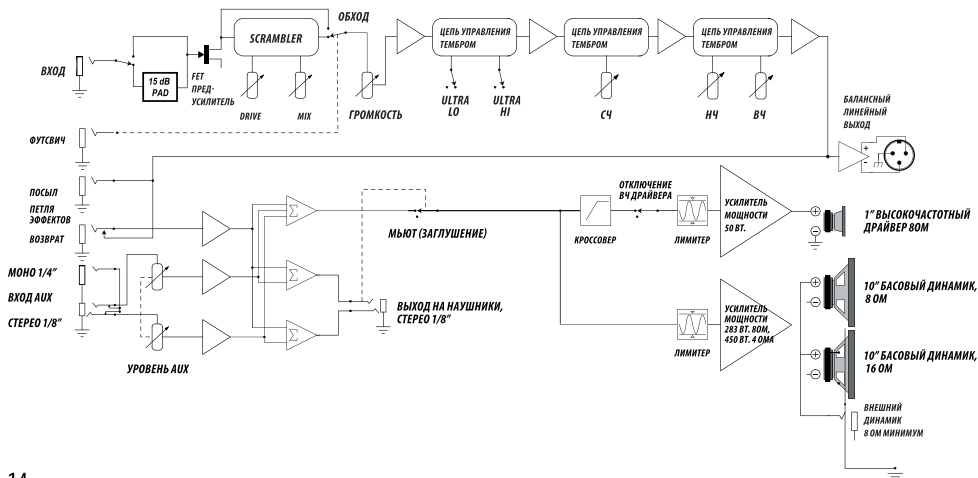 ОБХОД
SCRAMBLER
ВХОД
15 dB
PAD
FET
ПРЕД-
УСИЛИТЕЛЬ
DRIVE
MIX
ГРОМКОСТЬ
ЦЕПЬ УПРАВЛЕНИЯ
ТЕМБРОМ
ULTRA
LO
ULTRA
HI
ЦЕПЬ УПРАВЛЕНИЯ
ТЕМБРОМ
СЧ
ЦЕПЬ УПРАВЛЕНИЯ
ТЕМБРОМ
НЧ
ВЧ
БАЛАНСНЫЙ
ЛИНЕЙНЫЙ
ВЫХОД
+
-
ФУТСВИЧ
ПОСЫЛ
ПЕТЛЯ
ЭФФЕКТОВ
ВОЗВРАТ
МОНО 1/4"
ВХОД AUX
СТЕРЕО 1/8"
УРОВЕНЬ AUX
Σ
Σ
Σ
МЬЮТ (ЗАГЛУШЕНИЕ)
ВЫХОД НА НАУШНИКИ,
СТЕРЕО 1/8"
КРОССОВЕР
ОТКЛЮЧЕНИЕ
ВЧ ДРАЙВЕРА
ЛИМИТЕР
УСИЛИТЕЛЬ
МОЩНОСТИ
50 ВТ.
+
-
1" ВЫСОКОЧАСТОТНЫЙ
ДРАЙВЕР 8ОМ
ЛИМИТЕР
УСИЛИТЕЛЬ
МОЩНОСТИ
283 ВТ. 8ОМ,
450 ВТ. 4 ОМА
+
-
10" БАСОВЫЙ ДИНАМИК,
8 ОМ
+
-
10" БАСОВЫЙ ДИНАМИК,
16 ОМ
ВНЕШНИЙ
ДИНАМИК
8 ОМ МИНИМУМ
14